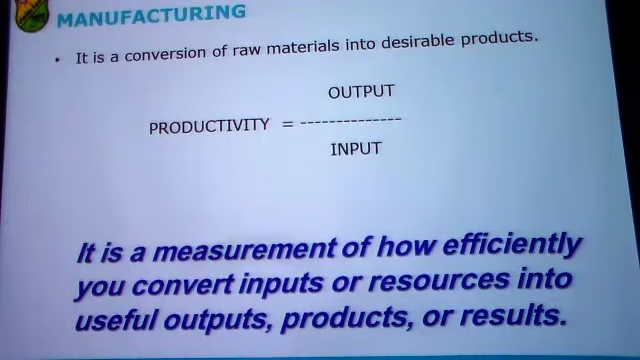 MANUFACTURING
• It is a conversion of raw materials into desirable products.
OUTPUT
PRODUCTIVITY = --------------
INPUT
It is a measurement of how efficiently
you convert inputs or resources into
useful outputs, products, or results.